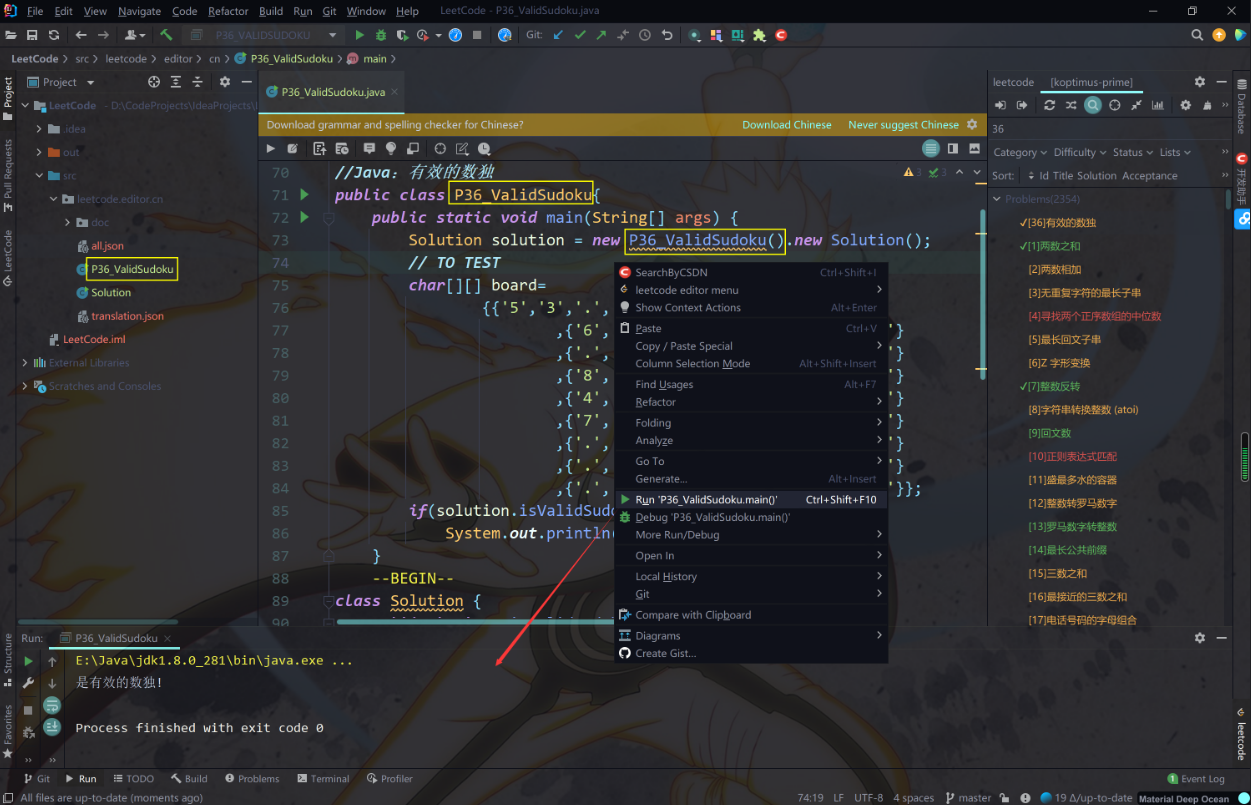 File Edit View Navigate Code Refactor Build Run Git Window Help LeetCode - P36_ValidSudoku.java
P36_VALIDSUDOKU Git:
LeetCode src leetcode editor cn P36_ValidSudoku main
Project
LeetCode - D:\CodeProjects\IdeaProjects\
.idea
out
src
leetcode.editor.cn
doc
all.json
P36_ValidSudoku
Solution
translation.json
LeetCode.iml
External Libraries
Scratches and Consoles
Project
Pull Requests
LeetCode
Structure
Favorites
P36_ValidSudoku.java
Download grammar and spelling checker for Chinese? Download Chinese Never suggest Chinese
3 3
70 //Java：有效的数独
71 public class P36_ValidSudoku{
72 public static void main(String[] args) {
73 Solution solution = new P36_ValidSudoku().new Solution();
74 // TO TEST
75 char[][] board=
76 {{'5','3','.',
77 ,{'6', '}
78 ,{'.', '}
79 ,{'8', '}
80 ,{'4', '}
81 ,{'7', '}
82 ,{'.', '}
83 ,{'.', '}
84 ,{'.', '}};
85 if(solution.isValidSudo
86 System.out.println(
87 }
88 --BEGIN--
89 class Solution {
90
SearchByCSDN Ctrl+Shift+I
leetcode editor menu
Show Context Actions Alt+Enter
Paste Ctrl+V
Copy / Paste Special
Column Selection Mode Alt+Shift+Insert
Find Usages Alt+F7
Refactor
Folding
Analyze
Go To
Generate... Alt+Insert
Run 'P36_ValidSudoku.main()' Ctrl+Shift+F10
Debug 'P36_ValidSudoku.main()'
More Run/Debug
Open In
Local History
Git
Compare with Clipboard
Diagrams
Create Gist...
leetcode [koptimus-prime]
36
Category Difficulty Status Lists
Sort: Id Title Solution Acceptance
Problems(2354)
✓[36]有效的数独
✓[1]两数之和
[2]两数相加
[3]无重复字符的最长子串
[4]寻找两个正序数组的中位数
[5]最长回文子串
[6]Z 字形变换
✓[7]整数反转
[8]字符串转换整数 (atoi)
[9]回文数
[10]正则表达式匹配
[11]盛最多水的容器
[12]整数转罗马数字
[13]罗马数字转整数
[14]最长公共前缀
[15]三数之和
[16]最接近的三数之和
[17]电话号码的字母组合
Database
开发助手
leetcode
Run: P36_ValidSudoku
E:\Java\jdk1.8.0_281\bin\java.exe ...
是有效的数独！
Process finished with exit code 0
Git Run TODO Build Problems Terminal Profiler 1 Event Log
All files are up-to-date (moments ago) 74:19 LF UTF-8 4 spaces master 19 Δ/up-to-date Material Deep Ocean